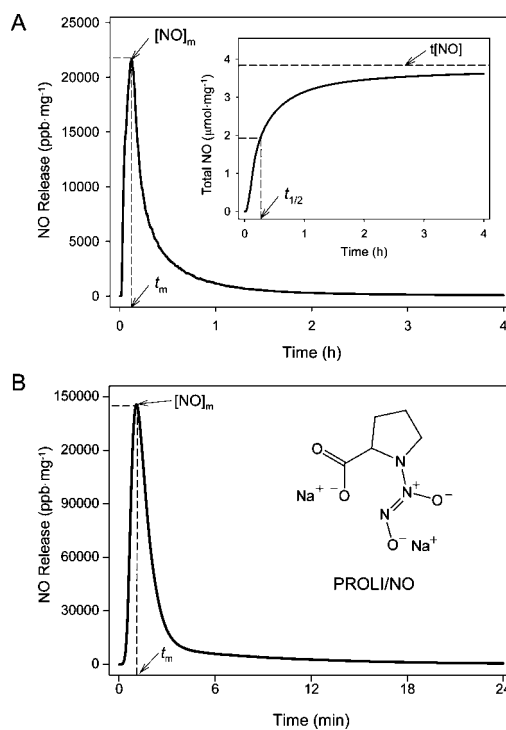 A
[NO]m
NO Release (ppb·mg⁻¹)
25000
20000
15000
10000
5000
0
tm
0 1 2 3 4
Time (h)
t[NO]
Total NO (μmol·mg⁻¹)
4
3
2
1
0
t1/2
0 1 2 3 4
Time (h)
B
[NO]m
NO Release (ppb·mg⁻¹)
150000
120000
90000
60000
30000
0
tm
0 6 12 18 24
Time (min)
O
Na⁺ ⁻O
N
N⁺
O⁻
N
O⁻ Na⁺
PROLI/NO